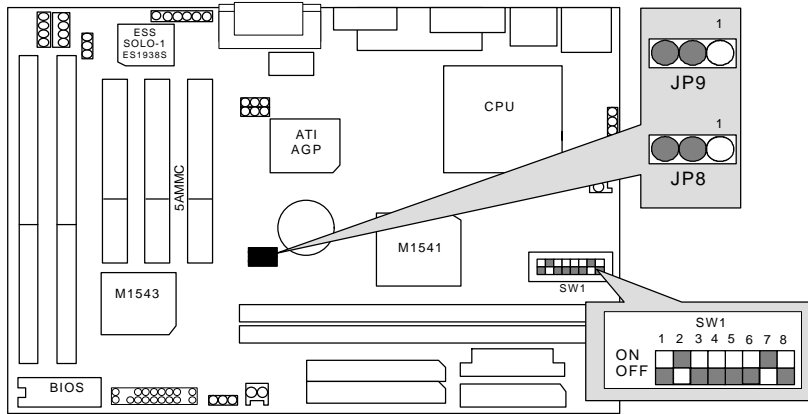 ESS
SOLO-1
ES1938S
1
JP9
CPU
ATI
AGP
1
JP8
5AMMC
M1541
M1543
SW1
SW1
1 2 3 4 5 6 7 8
ON
OFF
BIOS